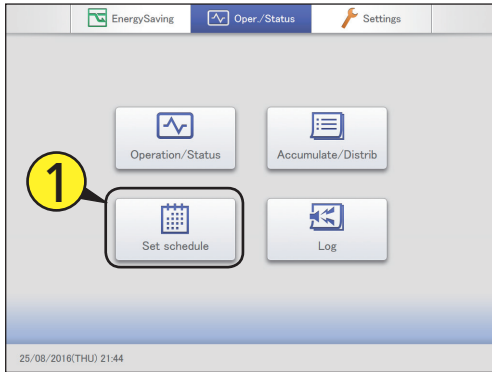 EnergySaving Oper./Status Settings
Operation/Status Accumulate/Distrib
1
Set schedule Log
25/08/2016(THU) 21:44